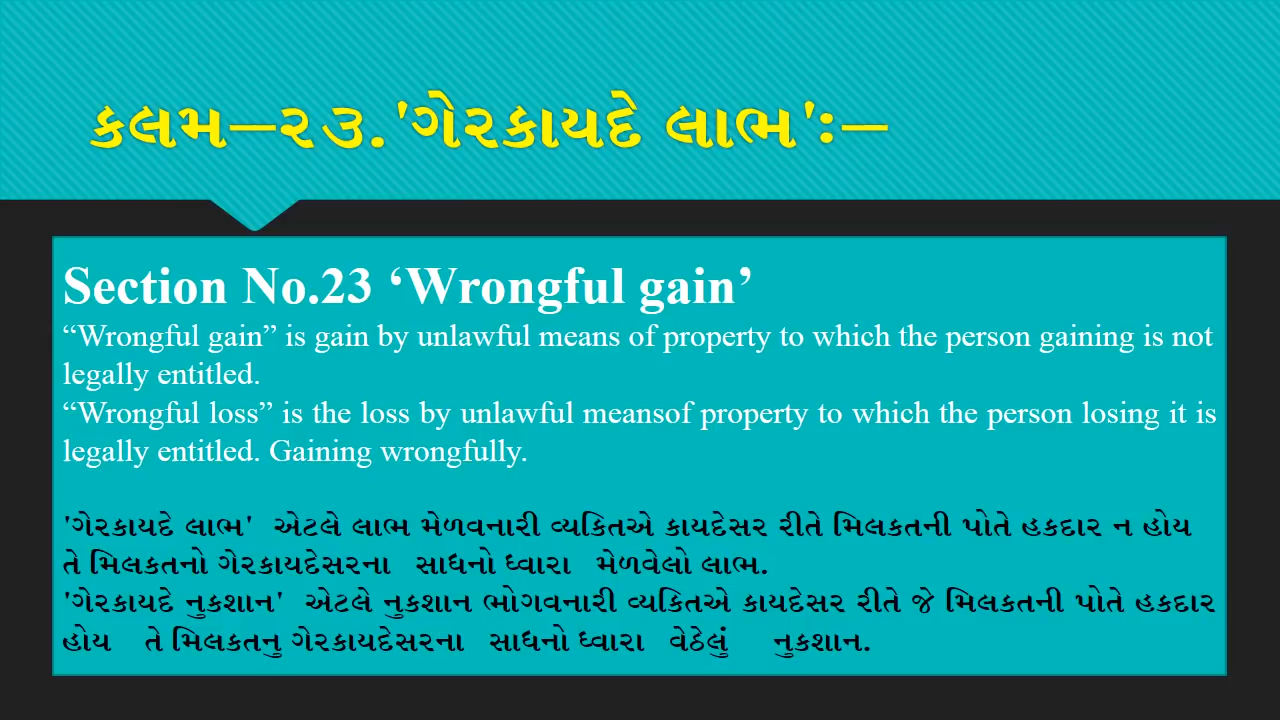 કલમ–૨૩.'ગેરકાયદે લાભ':–
Section No.23 ‘Wrongful gain’
“Wrongful gain” is gain by unlawful means of property to which the person gaining is not
legally entitled.
“Wrongful loss” is the loss by unlawful meansof property to which the person losing it is
legally entitled. Gaining wrongfully.
'ગેરકાયદે લાભ' એટલે લાભ મેળવનારી વ્યકિતએ કાયદેસર રીતે મિલકતની પોતે હકદાર ન હોય
તે મિલકતનો ગેરકાયદેસરના સાધનો ધ્વારા મેળવેલો લાભ.
'ગેરકાયદે નુકશાન' એટલે નુકશાન ભોગવનારી વ્યકિતએ કાયદેસર રીતે જે મિલકતની પોતે હકદાર
હોય તે મિલકતનુ ગેરકાયદેસરના સાધનો ધ્વારા વેઠેલું નુકશાન.